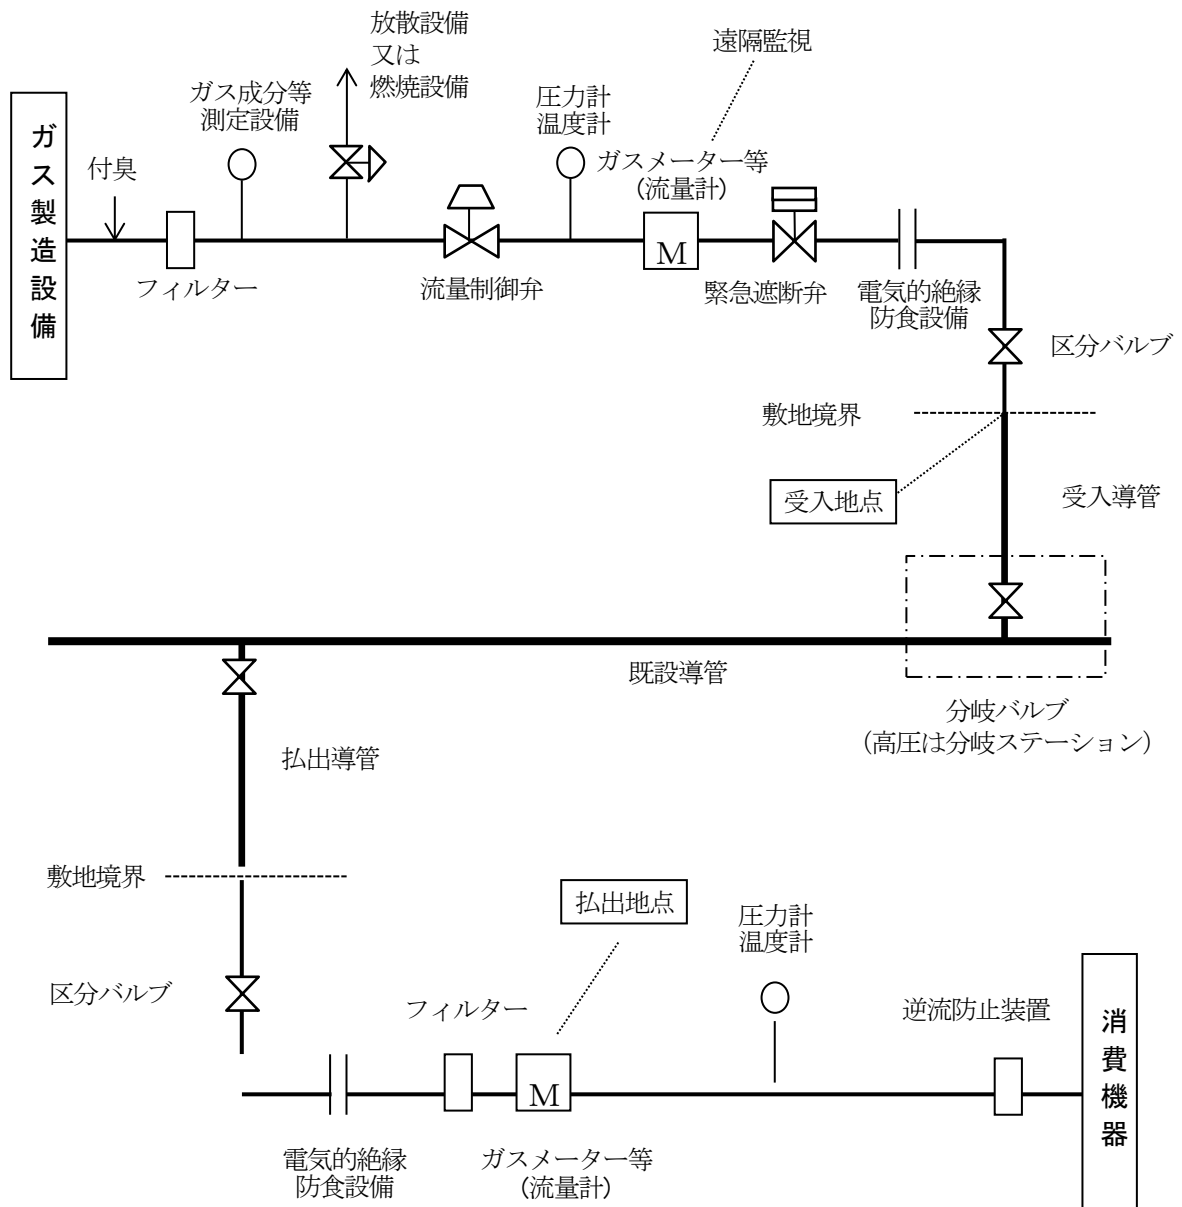 放散設備
又は
燃焼設備
遠隔監視
ガス成分等
測定設備
圧力計
温度計
ガス製造設備
付臭
ガスメーター等
(流量計)
M
フィルター
流量制御弁
緊急遮断弁
電気的絶縁
防食設備
区分バルブ
敷地境界
受入地点
受入導管
既設導管
分岐バルブ
(高圧は分岐ステーション)
払出導管
敷地境界
払出地点
圧力計
温度計
区分バルブ
フィルター
逆流防止装置
消費機器
M
電気的絶縁
防食設備
ガスメーター等
(流量計)